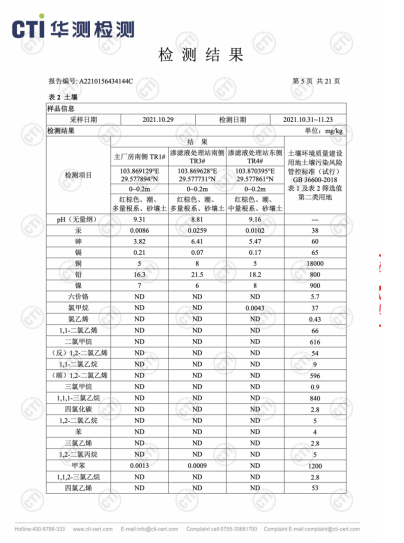 CTI 华测检测
检 测 结 果
报告编号: A2210156434144C 第 5 页 共 21 页
表 2 土壤
样品信息
采样日期 2021.10.29 检测日期 2021.10.31~11.23
检测结果 单位: mg/kg
检测项目 结 果 土壤环境质量建设用地土壤污染风险管控标准（试行）GB 36600-2018 表 1 及表 2 筛选值 第二类用地
主厂房南侧 TR1# 渗滤液处理站南侧 TR3# 渗滤液处理站东侧 TR4#
103.869129°E 103.869628°E 103.870395°E
29.577894°N 29.577731°N 29.577861°N
0~0.2m 0~0.2m 0~0.2m
红棕色、潮、 红棕色、潮、 红棕色、潮、
多量根系、砂壤土 多量根系、砂壤土 中量根系、砂壤土
pH（无量纲） 9.31 8.81 9.16 ---
汞 0.0086 0.0259 0.0102 38
砷 3.82 6.41 5.47 60
镉 0.21 0.07 0.17 65
铜 5 8 5 18000
铅 16.3 21.5 18.2 800
镍 7 6 8 900
六价铬 ND ND ND 5.7
氯甲烷 ND ND 0.0043 37
氯乙烯 ND ND ND 0.43
1,1-二氯乙烯 ND ND ND 66
二氯甲烷 ND ND ND 616
（反）1,2-二氯乙烯 ND ND ND 54
1,1-二氯乙烷 ND ND ND 9
（顺）1,2-二氯乙烯 ND ND ND 596
三氯甲烷 ND ND ND 0.9
1,1,1-三氯乙烷 ND ND ND 840
四氯化碳 ND ND ND 2.8
1,2-二氯乙烷 ND ND ND 5
苯 ND ND ND 4
三氯乙烯 ND ND ND 2.8
1,2-二氯丙烷 ND ND ND 5
甲苯 0.0013 0.0009 ND 1200
1,1,2-三氯乙烷 ND ND ND 2.8
四氯乙烯 ND ND ND 53
Hotline:400-6788-333 www.cti-cert.com E-mail:info@cti-cert.com Complaint call:0755-33681700 Complaint E-mail:complaint@cti-cert.com